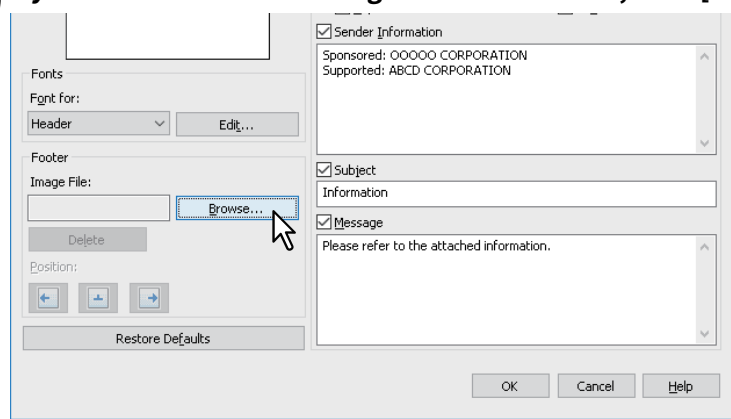 Sender Information
Sponsored: OOOOO CORPORATION
Supported: ABCD CORPORATION
Fonts
Font for:
Header
Edit...
Footer
Image File:
Browse...
Delete
Position:
Restore Defaults
Subject
Information
Message
Please refer to the attached information.
OK
Cancel
Help